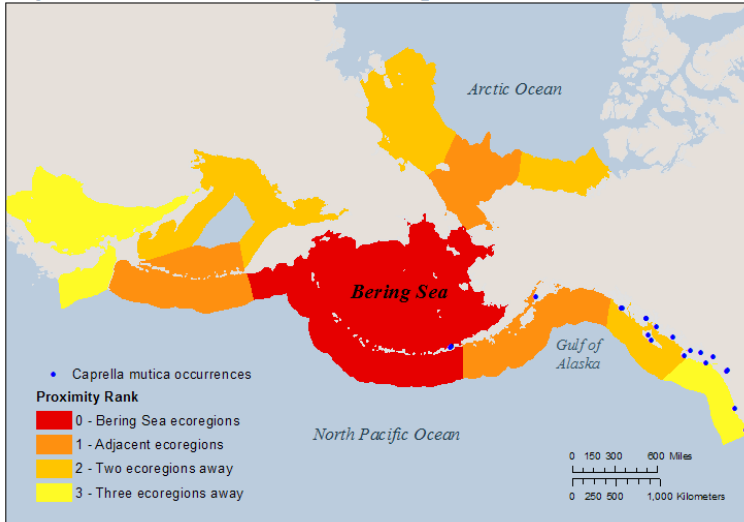 Arctic Ocean
Bering Sea
Gulf of
Alaska
North Pacific Ocean
Caprella mutica occurrences
Proximity Rank
0 - Bering Sea ecoregions
1 - Adjacent ecoregions
2 - Two ecoregions away
3 - Three ecoregions away
0 150 300 600 Miles
0 250 500 1,000 Kilometers